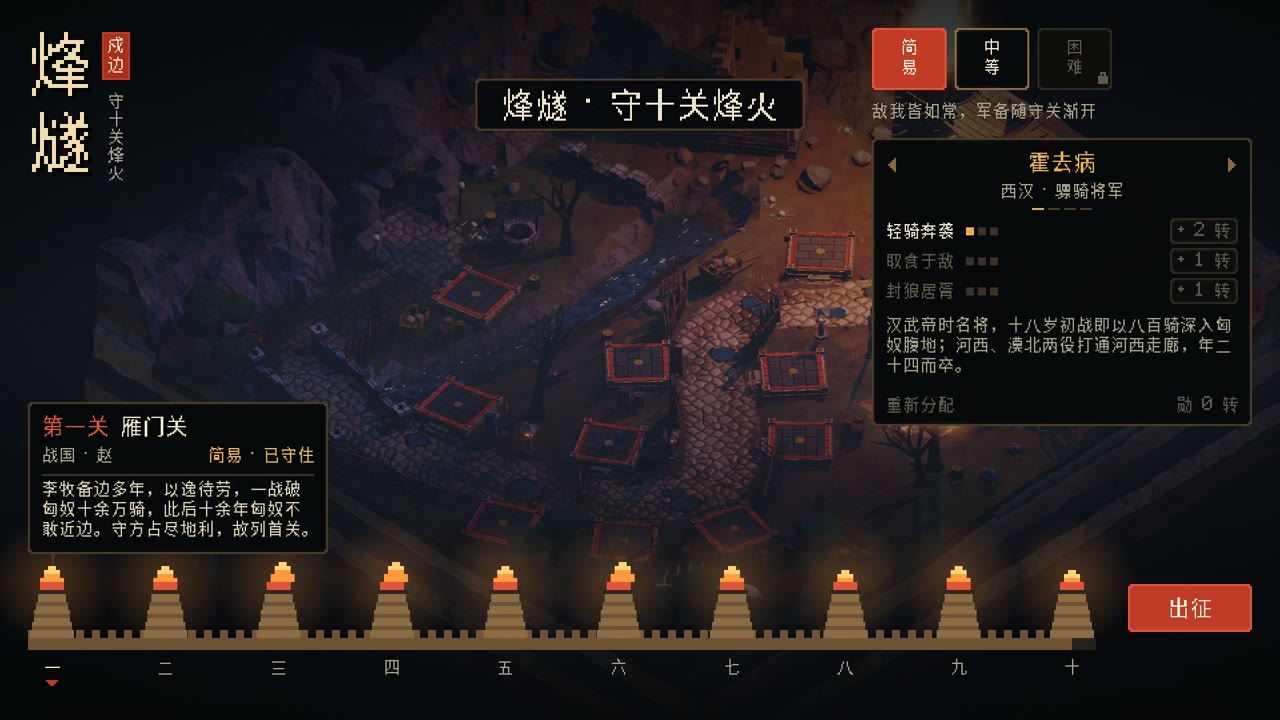 烽燧
戍边
守十关烽火
烽燧·守十关烽火
简易
中等
困难
敌我皆如常，军备随守关渐开
霍去病
西汉·骠骑将军
轻骑奔袭 +2 转
取食于敌 +1 转
封狼居胥 +1 转
汉武帝时名将，十八岁初战即以八百骑深入匈
奴腹地；河西、漠北两役打通河西走廊，年二
十四而卒。
重新分配 勋 0 转
第一关 雁门关
战国·赵 简易·已守住
李牧备边多年，以逸待劳，一战破
匈奴十余万骑，此后十余年匈奴不
敢近边。守方占尽地利，故列首关。
出征
一 二 三 四 五 六 七 八 九 十